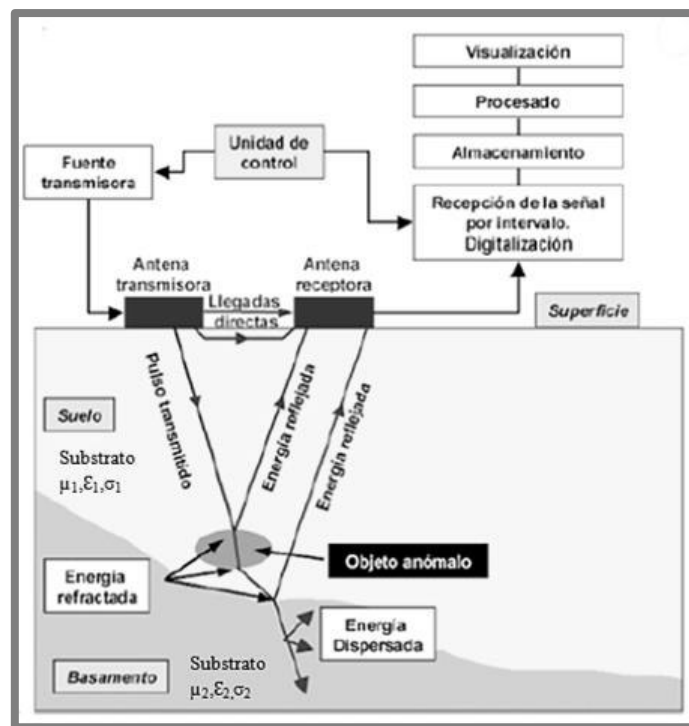 Visualización
Procesado
Almacenamiento
Recepción de la señal
por intervalo.
Digitalización
Unidad de
control
Fuente
transmisora
Antena
transmisora
Llegadas
directas
Antena
receptora
Superficie
Suelo
Substrato
μ1,Ɛ1,σ1
Pulso transmitido
Energía reflejada
Energía reflejada
Objeto anómalo
Energía
refractada
Energía
Dispersada
Basamento
Substrato
μ2,Ɛ2,σ2